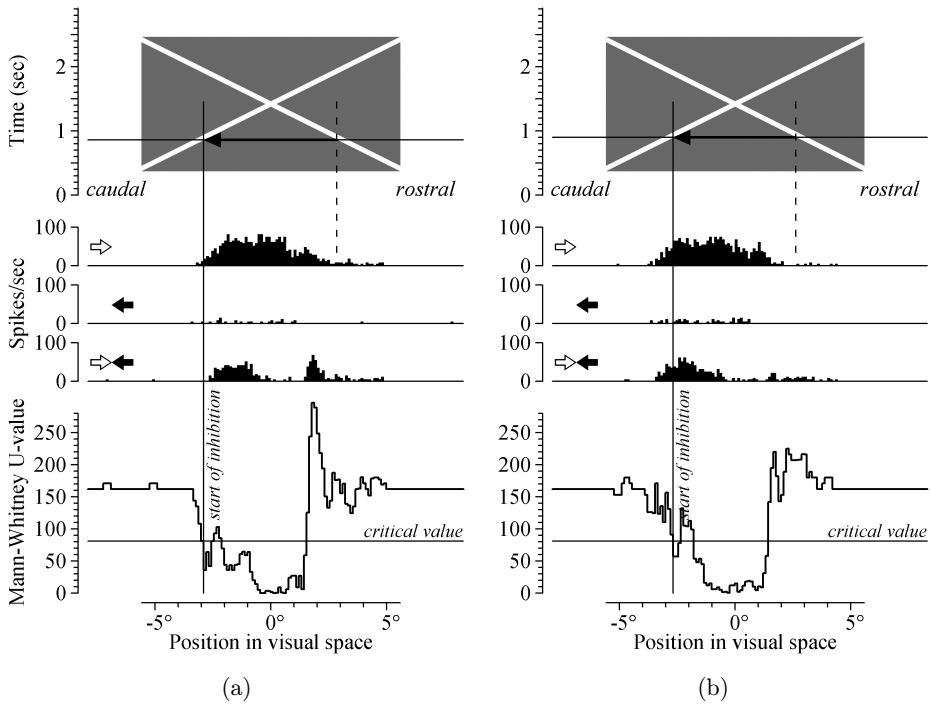 Time (sec)
2
1
0
caudal
rostral
Spikes/sec
100
0
100
0
100
0
Mann-Whitney U-value
250
200
150
100
50
0
start of inhibition
critical value
-5° 0° 5°
Position in visual space
(a)
2
1
0
caudal
rostral
100
0
100
0
100
0
250
200
150
100
50
0
start of inhibition
critical value
-5° 0° 5°
Position in visual space
(b)